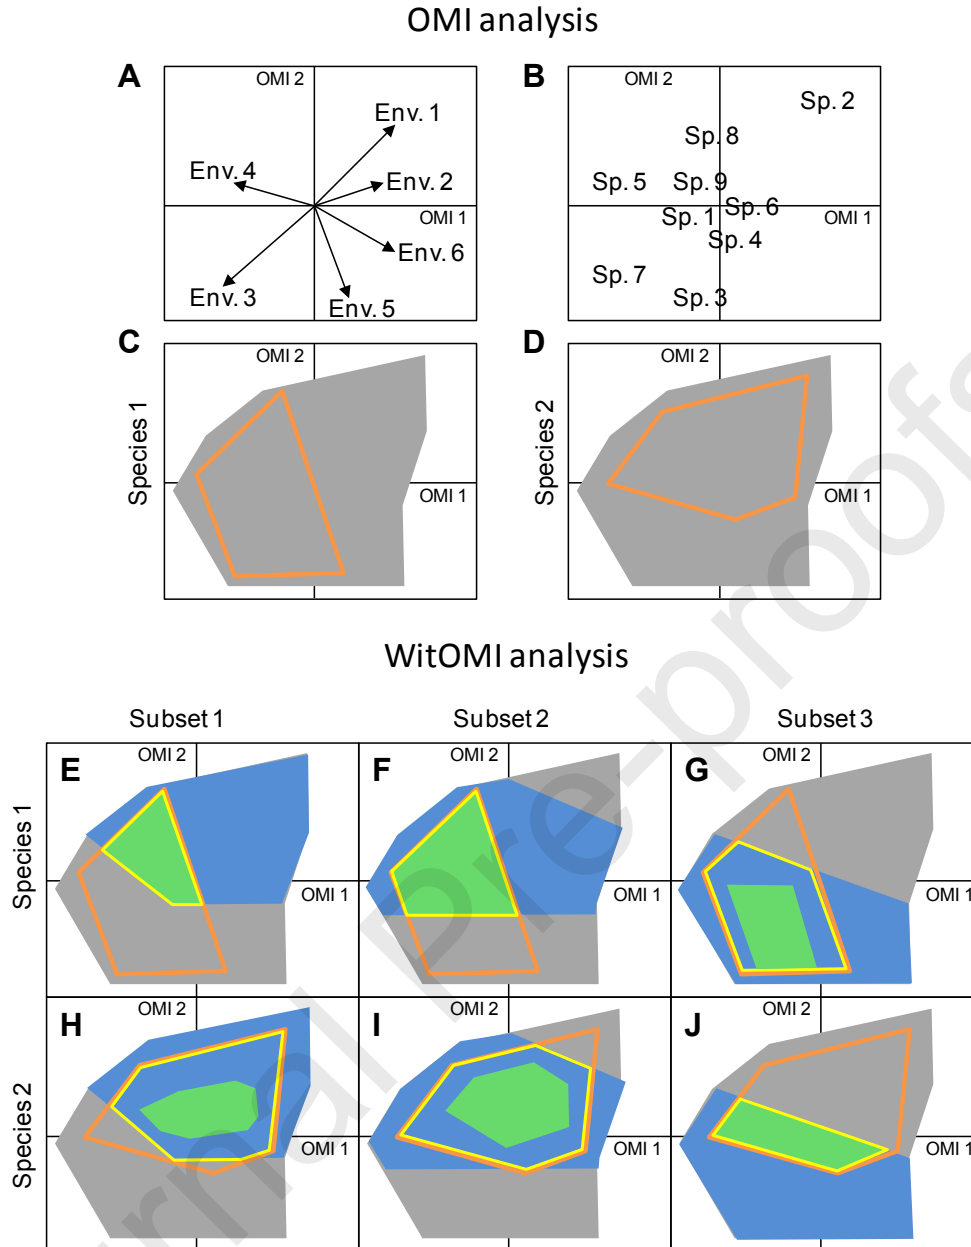 OMI analysis
A
OMI 2
Env. 1
Env. 4
Env. 2
OMI 1
Env. 6
Env. 3
Env. 5
B
OMI 2
Sp. 2
Sp. 8
Sp. 5
Sp. 9
Sp. 6
Sp. 1
OMI 1
Sp. 4
Sp. 7
Sp. 3
C
OMI 2
Species 1
OMI 1
D
OMI 2
Species 2
OMI 1
WitOMI analysis
Subset 1
Subset 2
Subset 3
Species 1
E
OMI 2
OMI 1
F
OMI 2
OMI 1
G
OMI 2
OMI 1
Species 2
H
OMI 2
OMI 1
I
OMI 2
OMI 1
J
OMI 2
OMI 1
rnal Pre-proofs